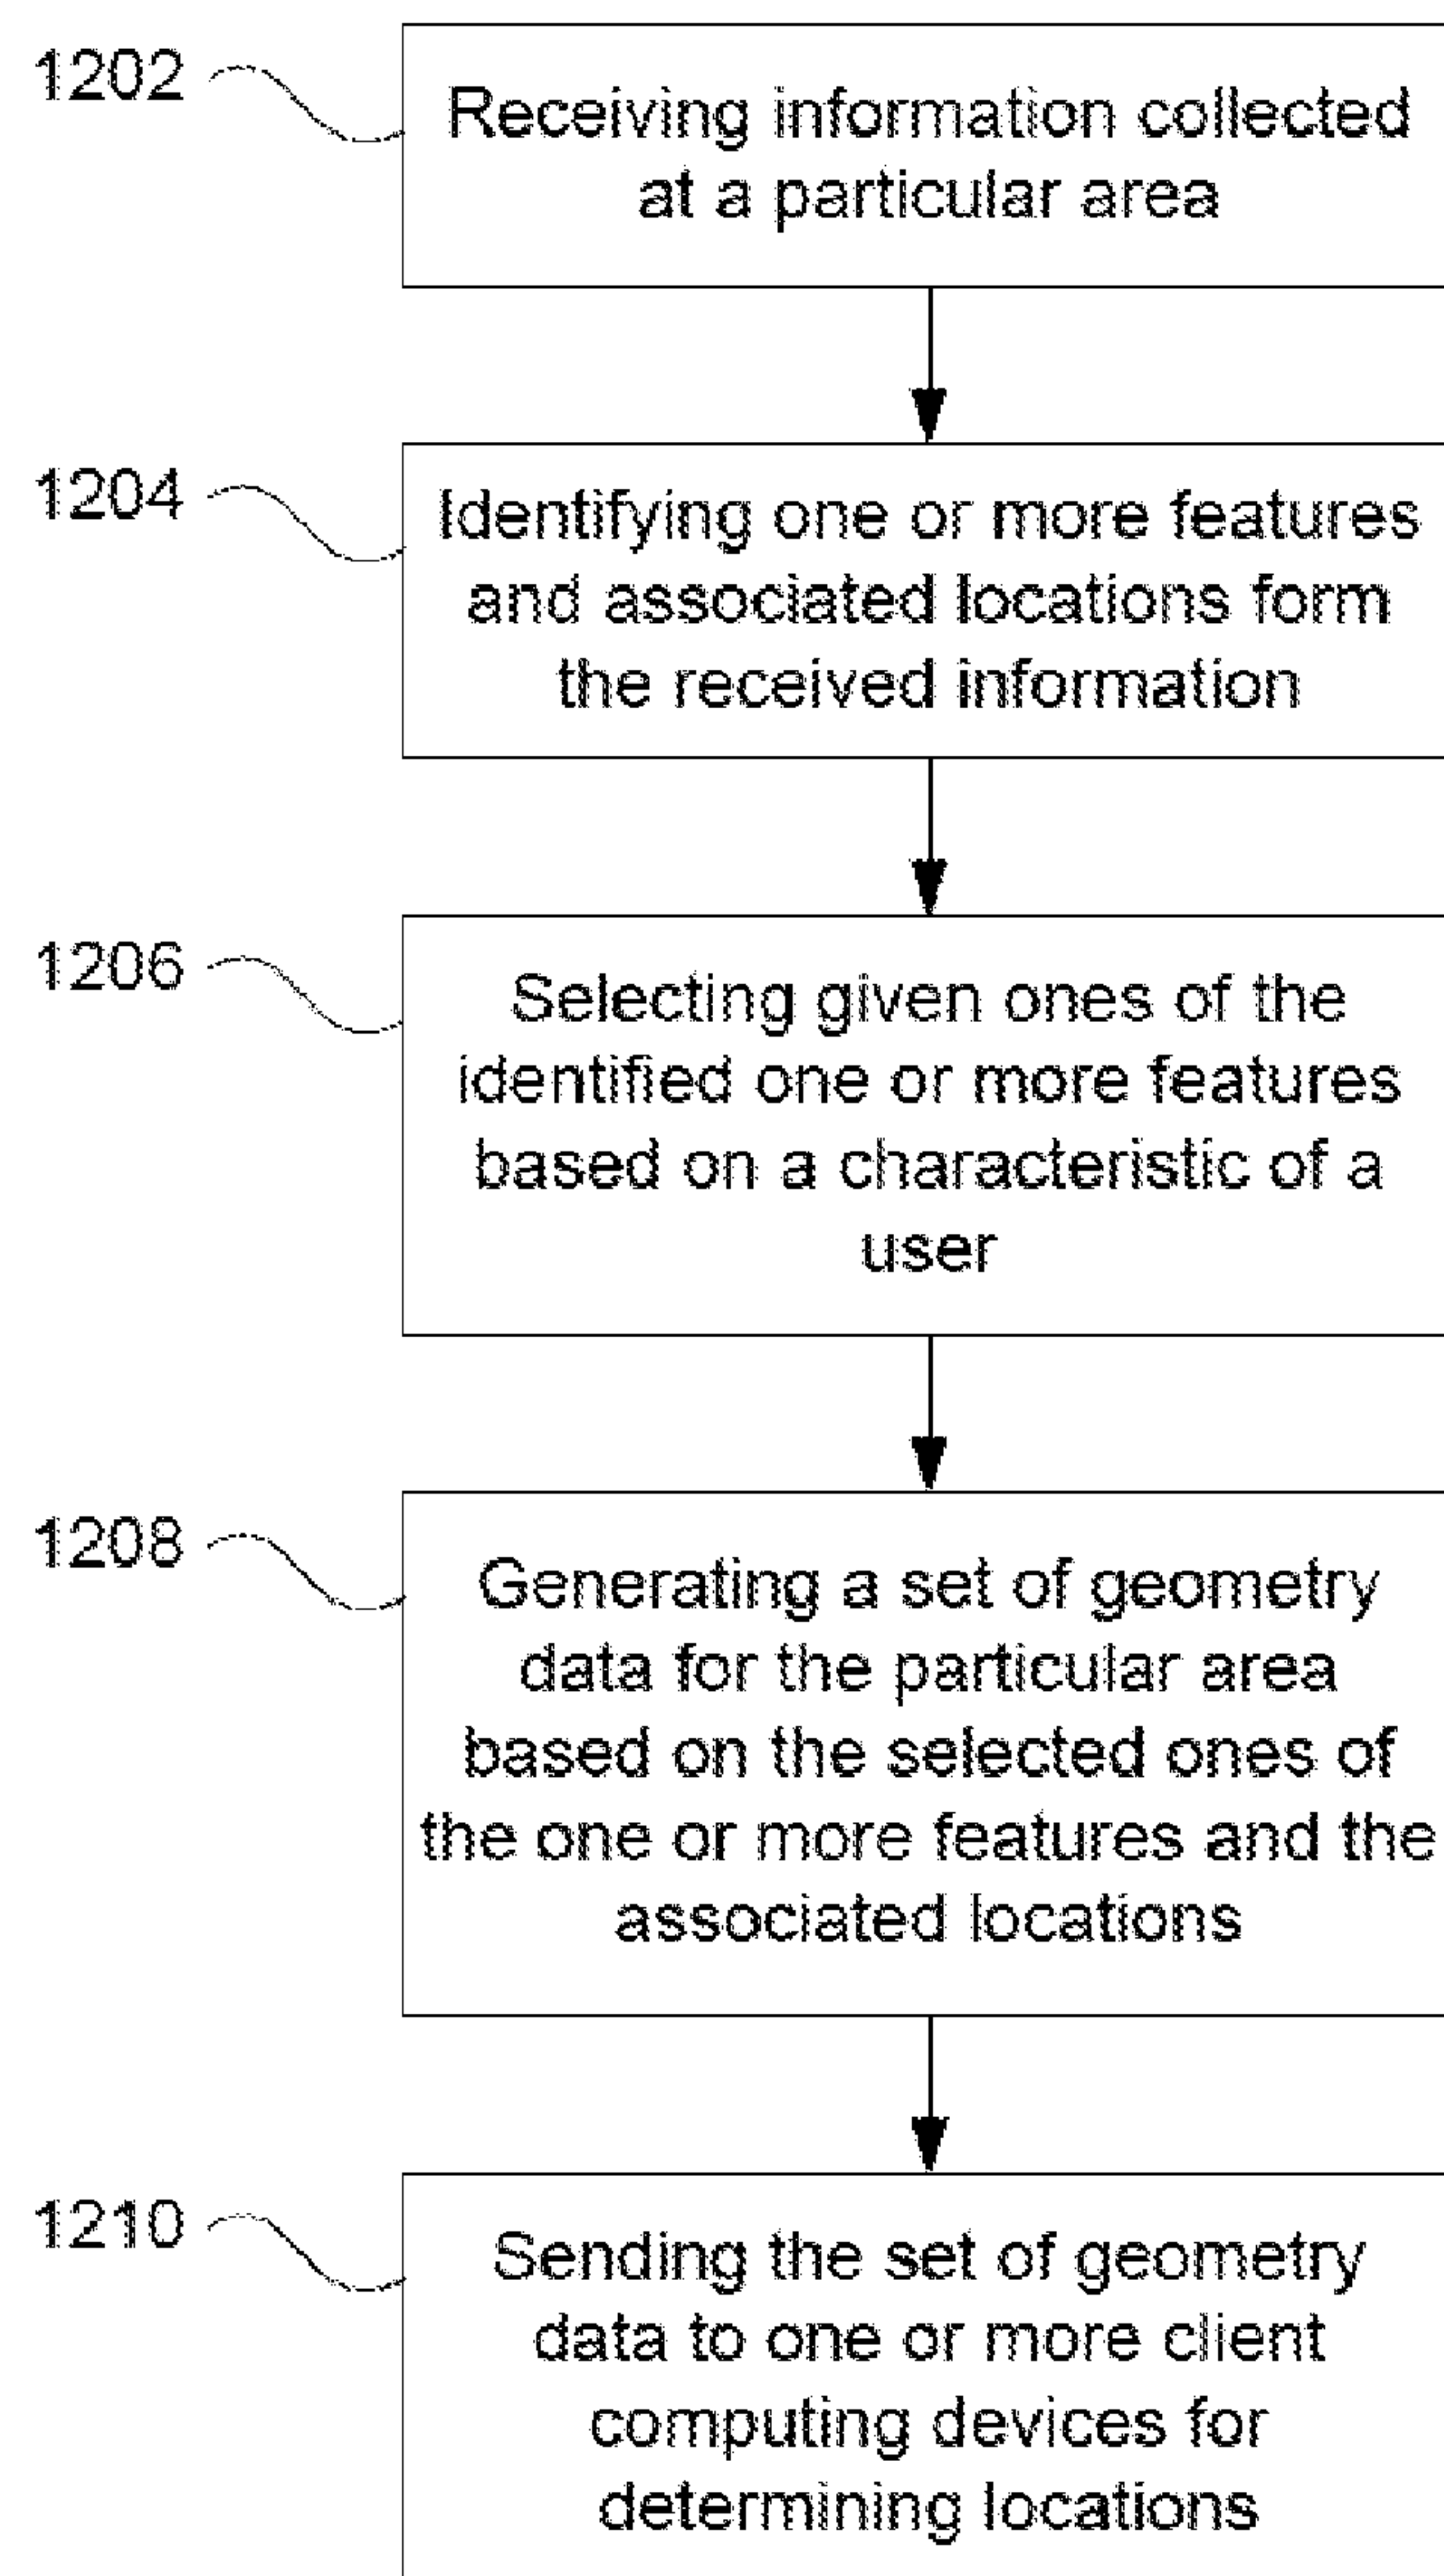 1202
Receiving information collected
at a particular area
1204
Identifying one or more features
and associated locations form
the received information
1206
Selecting given ones of the
identified one or more features
based on a characteristic of a
user
1208
Generating a set of geometry
data for the particular area
based on the selected ones of
the one or more features and the
associated locations
1210
Sending the set of geometry
data to one or more client
computing devices for
determining locations